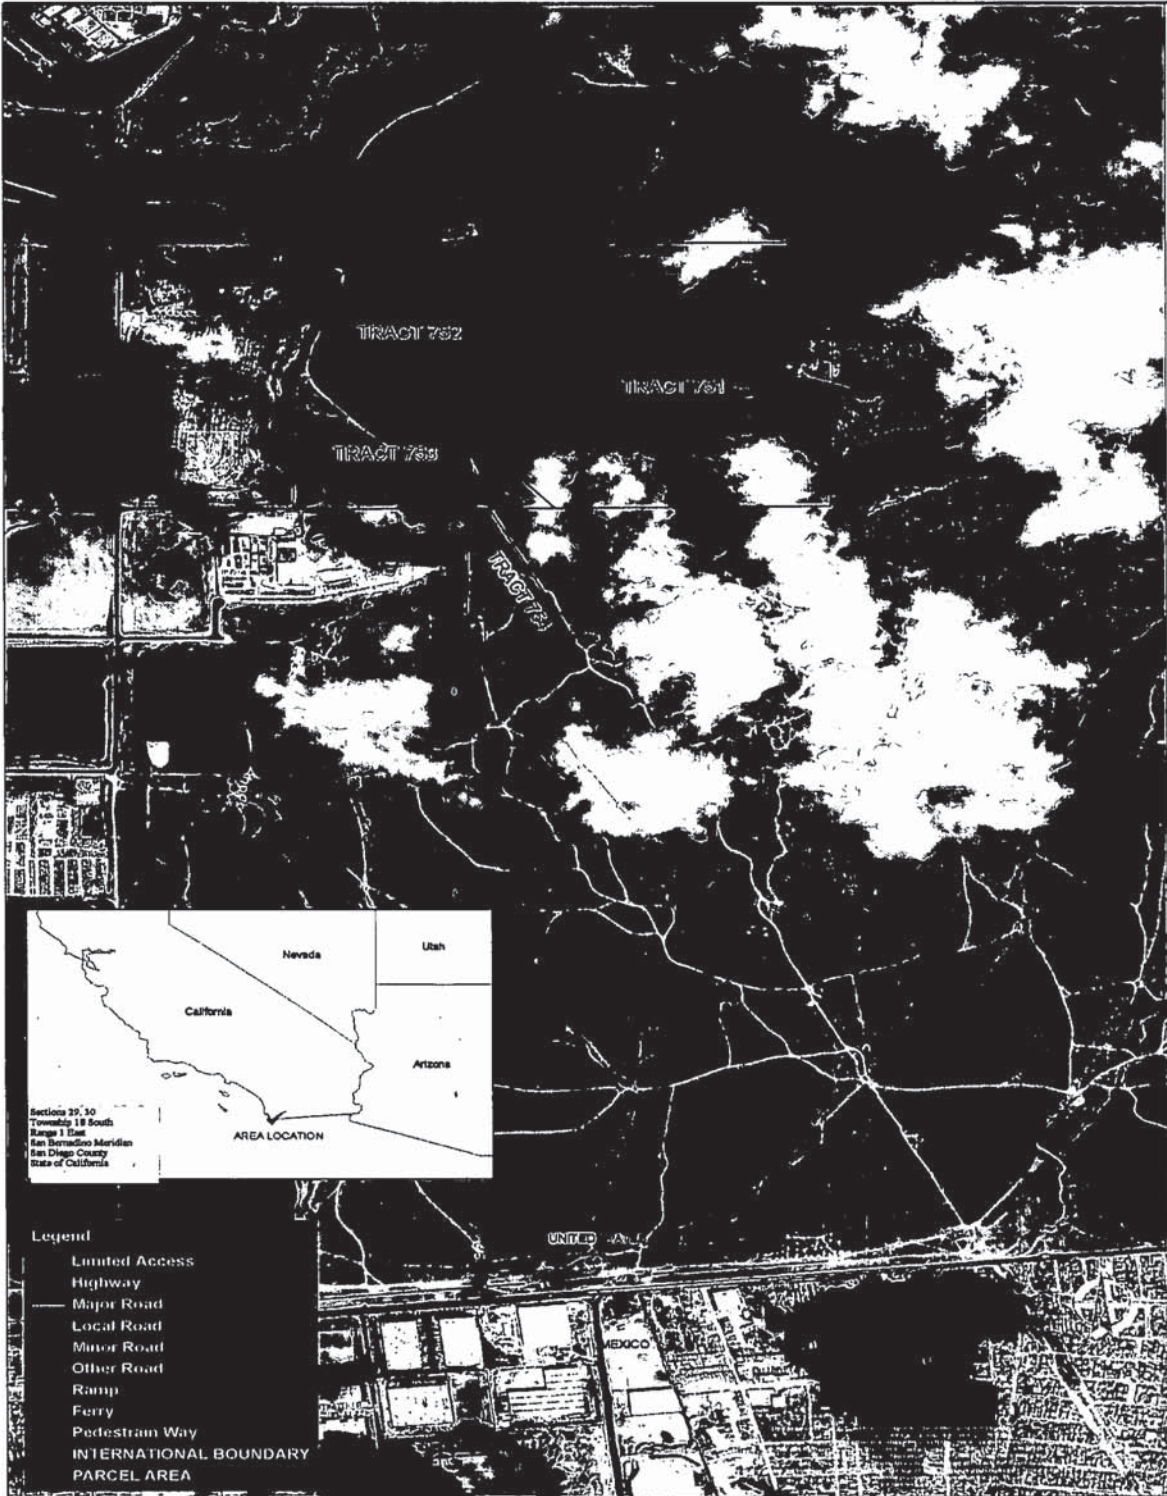 TRACT 752
TRACT 751
TRACT 753
TRACT 754
Nevada
Utah
California
Arizona
AREA LOCATION
Sections 29, 30
Township 18 South
Range 1 East
San Bernadino Meridian
San Diego County
State of California
UNITED
MEXICO
Legend
Limited Access
Highway
Major Road
Local Road
Minor Road
Other Road
Ramp
Ferry
Pedestrain Way
INTERNATIONAL BOUNDARY
PARCEL AREA